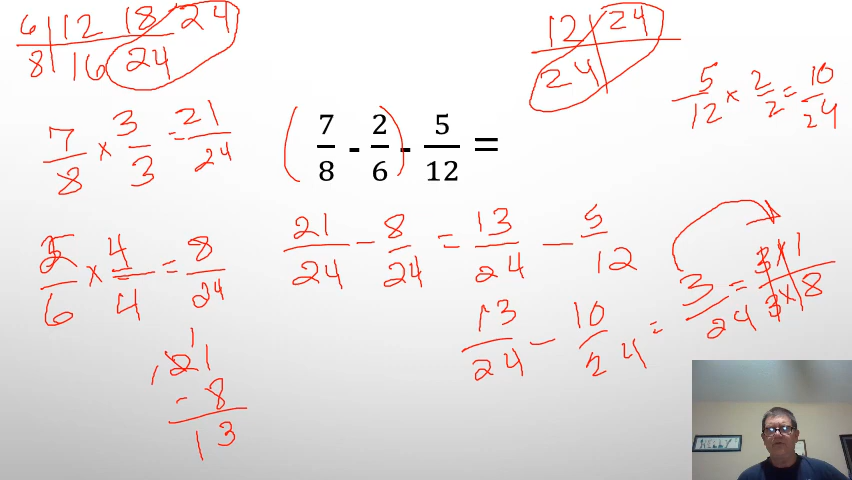 6 | 12 18 24
8 | 16 24
12 | 24
24
5/12 × 2/2 = 10/24
7/8 × 3/3 = 21/24
(7/8 - 2/6) - 5/12 =
21/24 - 8/24 = 13/24 - 5/12
2/6 × 4/4 = 8/24
13/24 - 10/24 = 3/24 = 3×1/3×8
1
1 21
- 8
13